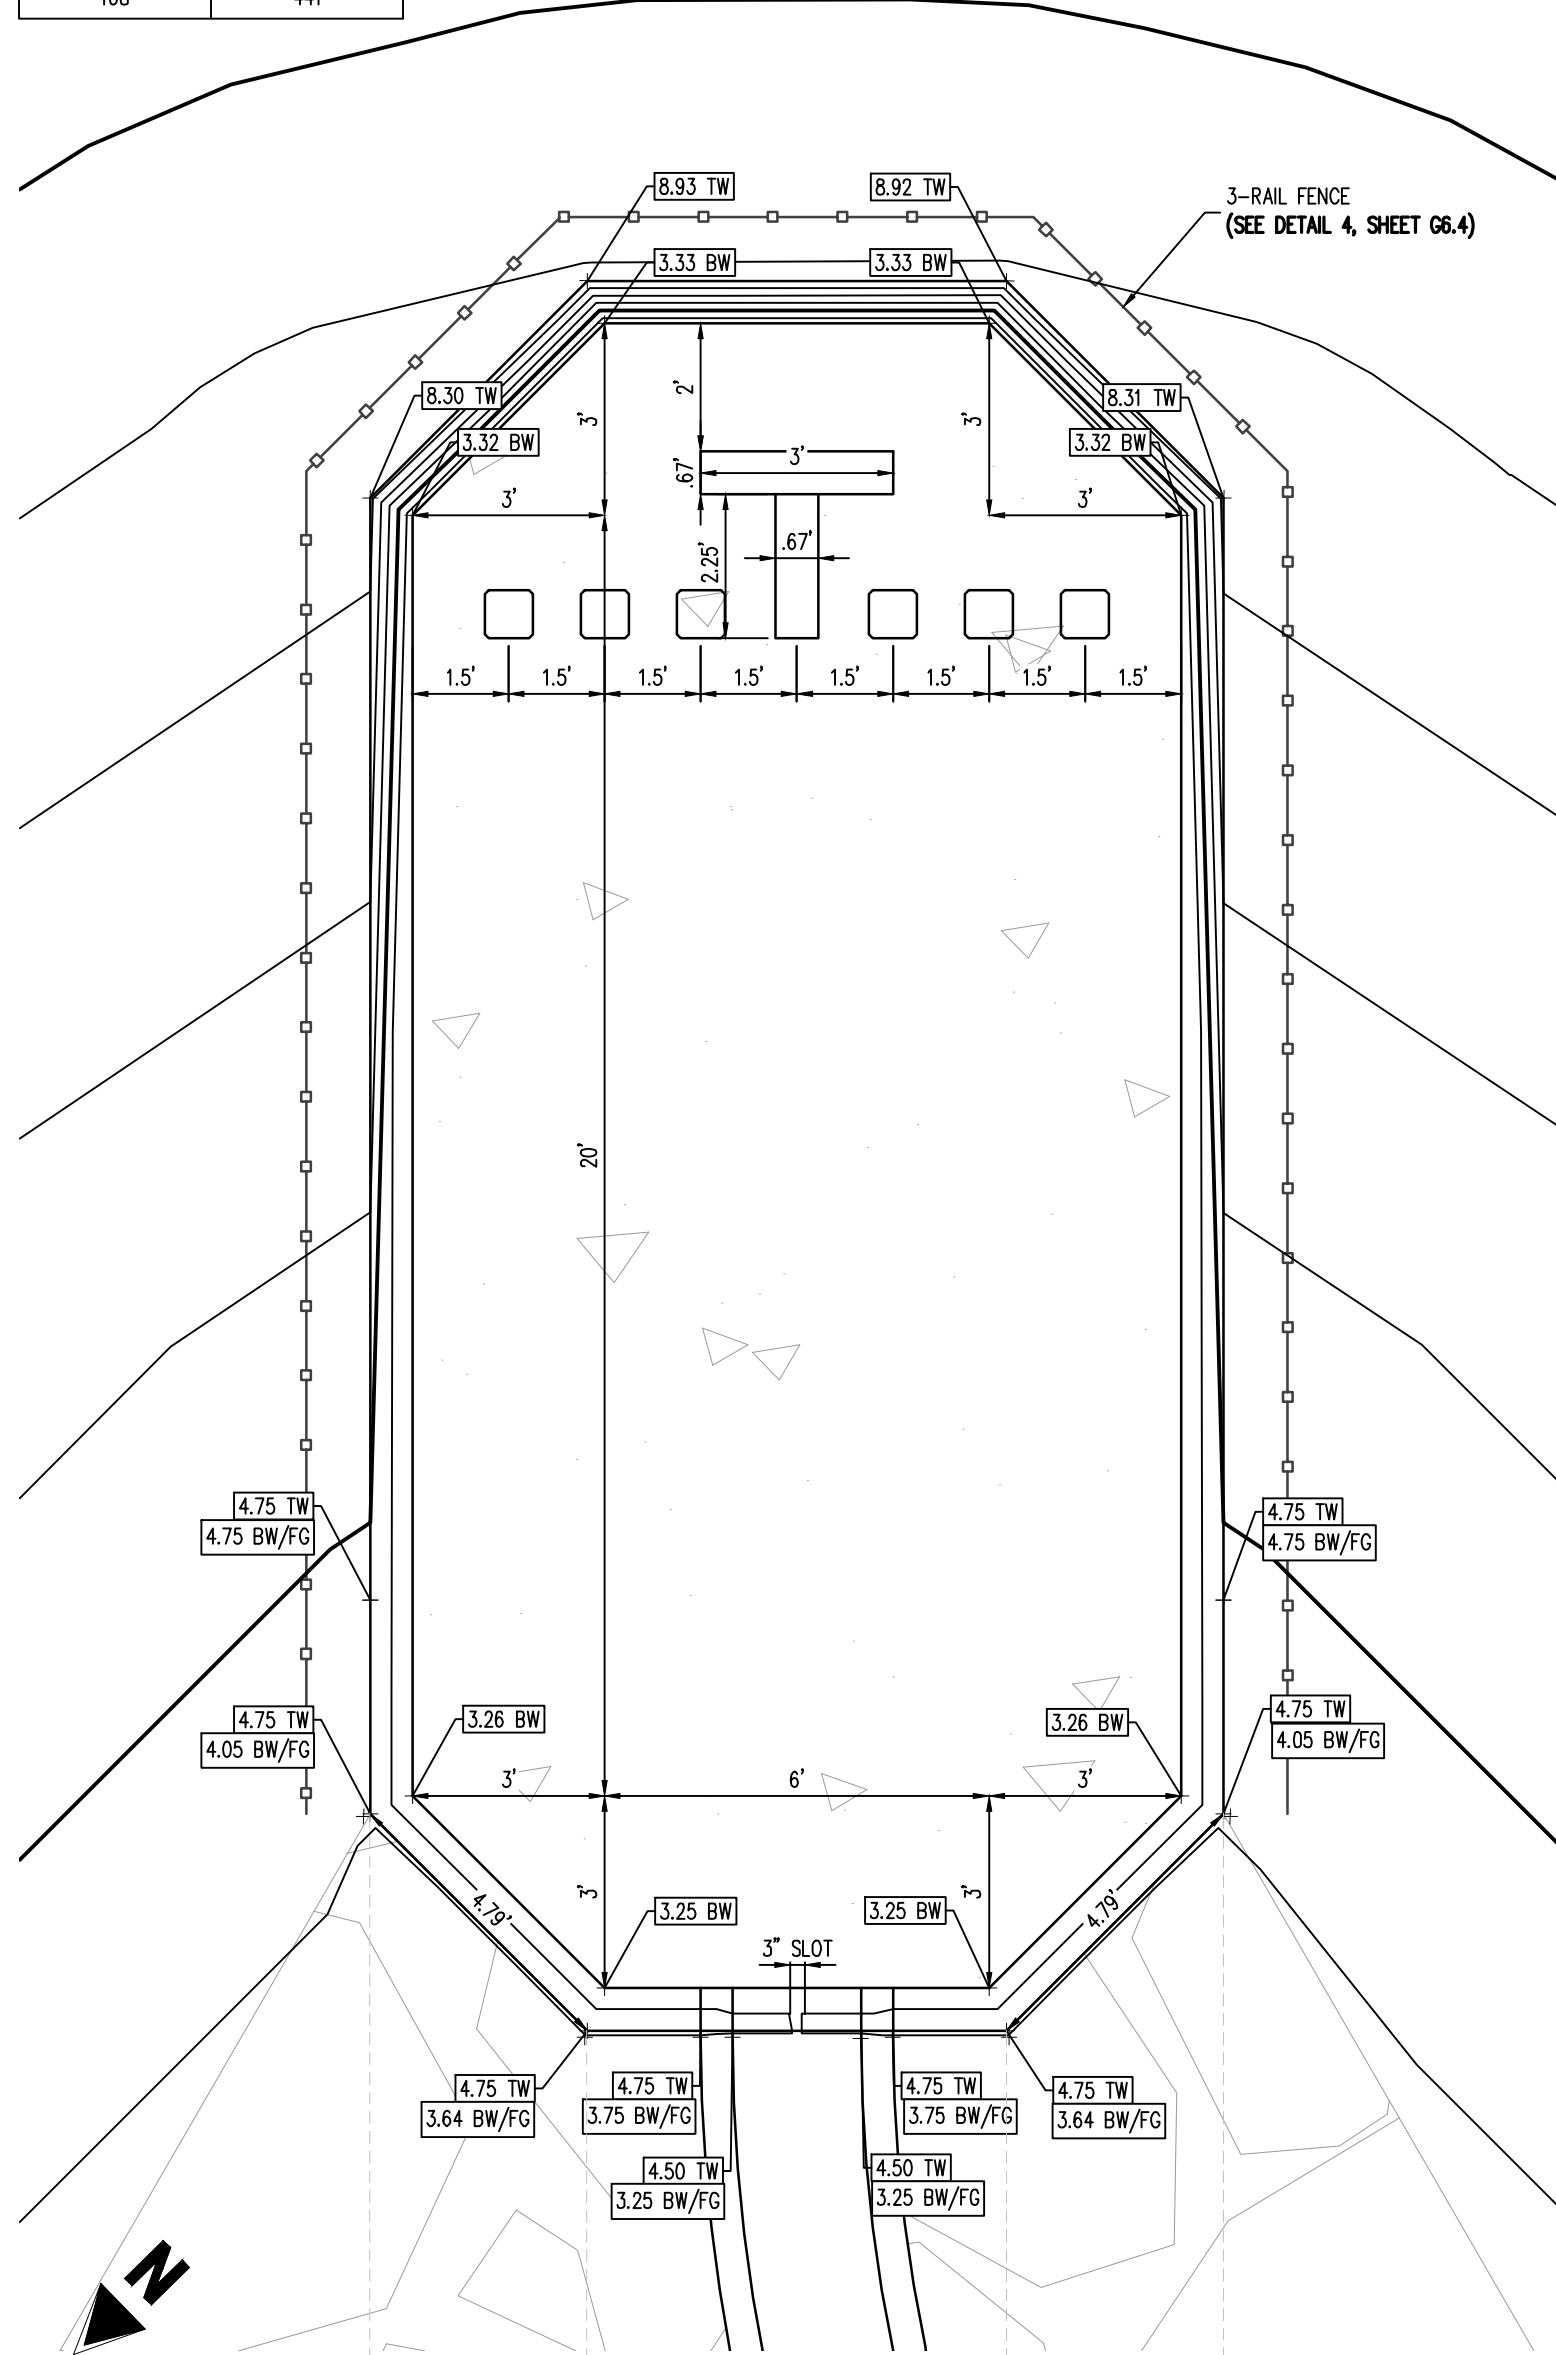 8.93 TW
8.92 TW
3-RAIL FENCE
(SEE DETAIL 4, SHEET G6.4)
3.33 BW
3.33 BW
8.30 TW
8.31 TW
3.32 BW
3.32 BW
2'
3'
3'
.67'
3'
3'
3'
2.25'
.67'
1.5'
1.5'
1.5'
1.5'
1.5'
1.5'
1.5'
1.5'
20'
4.75 TW
4.75 BW/FG
4.75 TW
4.75 BW/FG
4.75 TW
4.05 BW/FG
3.26 BW
3.26 BW
4.75 TW
4.05 BW/FG
3'
6'
3'
4.79'
3'
3.25 BW
3.25 BW
3'
4.79'
3" SLOT
4.75 TW
3.64 BW/FG
4.75 TW
3.75 BW/FG
4.75 TW
3.75 BW/FG
4.75 TW
3.64 BW/FG
4.50 TW
3.25 BW/FG
4.50 TW
3.25 BW/FG
N